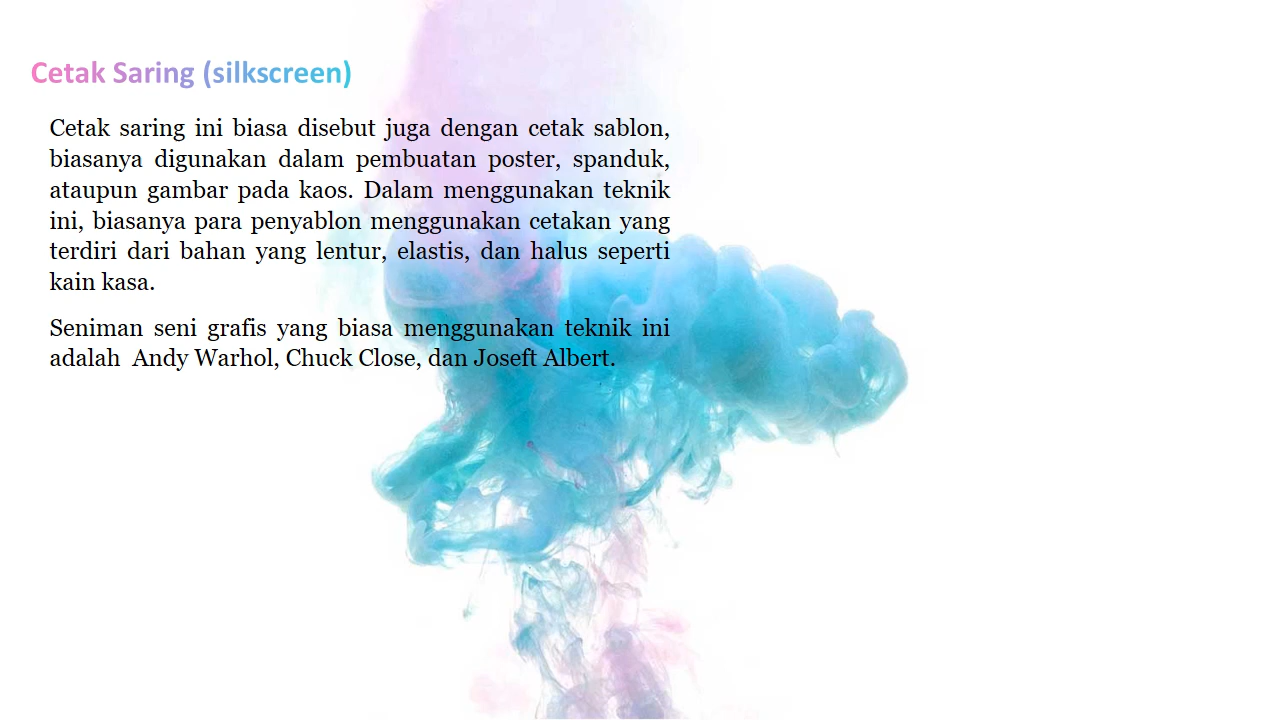 Cetak Saring (silkscreen)
Cetak saring ini biasa disebut juga dengan cetak sablon,
biasanya digunakan dalam pembuatan poster, spanduk,
ataupun gambar pada kaos. Dalam menggunakan teknik
ini, biasanya para penyablon menggunakan cetakan yang
terdiri dari bahan yang lentur, elastis, dan halus seperti
kain kasa.
Seniman seni grafis yang biasa menggunakan teknik ini
adalah  Andy Warhol, Chuck Close, dan Joseft Albert.